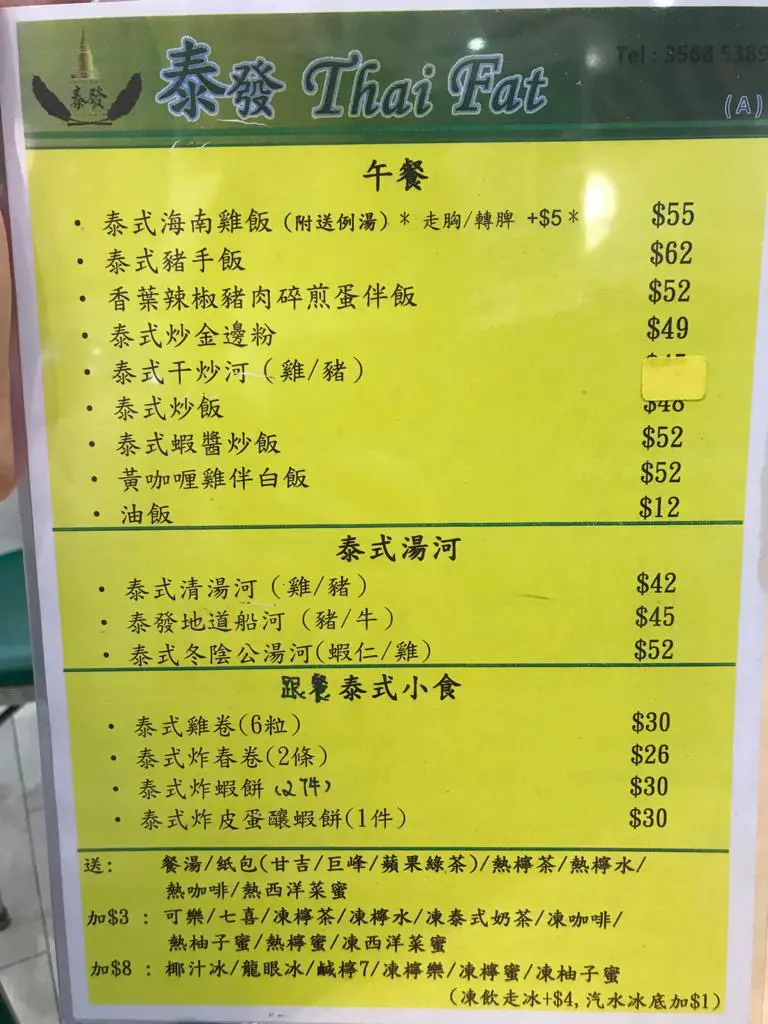 泰發
泰發 Thai Fat
Tel : 3568 5389
(A)
午餐
· 泰式海南雞飯 (附送例湯) * 走胸/轉脾 +$5 * $55
· 泰式豬手飯 $62
· 香葉辣椒豬肉碎煎蛋伴飯 $52
· 泰式炒金邊粉 $49
· 泰式干炒河 (雞/豬)
· 泰式炒飯 $48
· 泰式蝦醬炒飯 $52
· 黃咖喱雞伴白飯 $52
· 油飯 $12
泰式湯河
· 泰式清湯河 (雞/豬) $42
· 泰發地道船河 (豬/牛) $45
· 泰式冬陰公湯河(蝦仁/雞) $52
跟餐 泰式小食
· 泰式雞卷(6粒) $30
· 泰式炸春卷(2條) $26
· 泰式炸蝦餅 (2件) $30
· 泰式炸皮蛋釀蝦餅(1件) $30
送: 餐湯/紙包(甘吉/巨峰/蘋果綠茶)/熱檸茶/熱檸水/
熱咖啡/熱西洋菜蜜
加$3 : 可樂/七喜/凍檸茶/凍檸水/凍泰式奶茶/凍咖啡/
熱柚子蜜/熱檸蜜/凍西洋菜蜜
加$8 : 椰汁冰/龍眼冰/鹹檸7/凍檸樂/凍檸蜜/凍柚子蜜
(凍飲走冰+$4, 汽水冰底加$1)